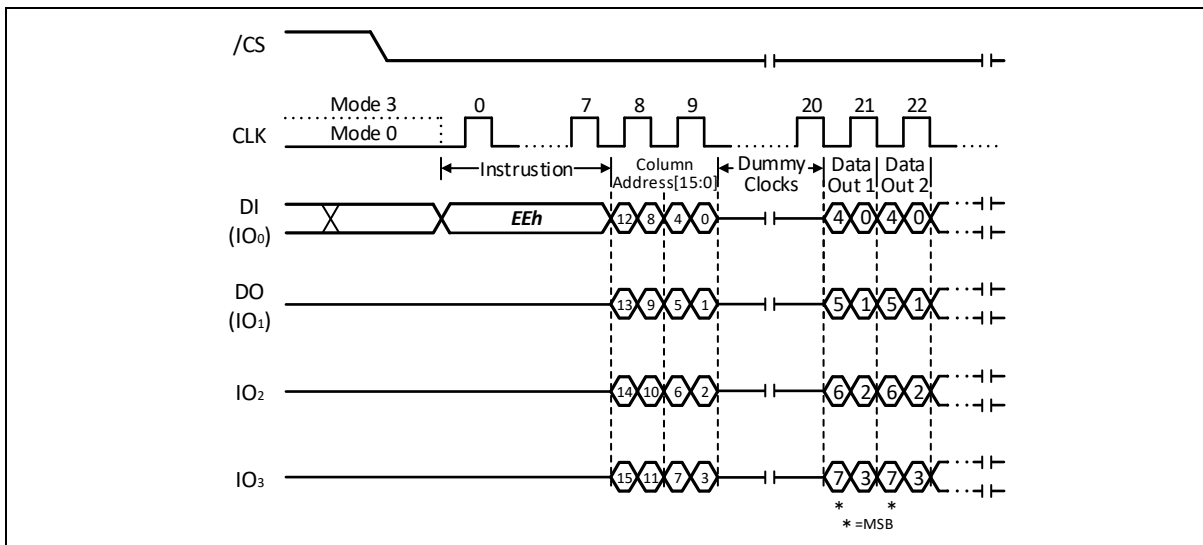 /CS
Mode 3 0 7 8 9 20 21 22
CLK Mode 0
Instrustion Column Address[15:0] Dummy Clocks Data Out 1 Data Out 2
DI (IO0) EEh 12 8 4 0 4 0 4 0
DO (IO1) 13 9 5 1 5 1 5 1
IO2 14 10 6 2 6 2 6 2
IO3 15 11 7 3 7 3 7 3
* *
* =MSB